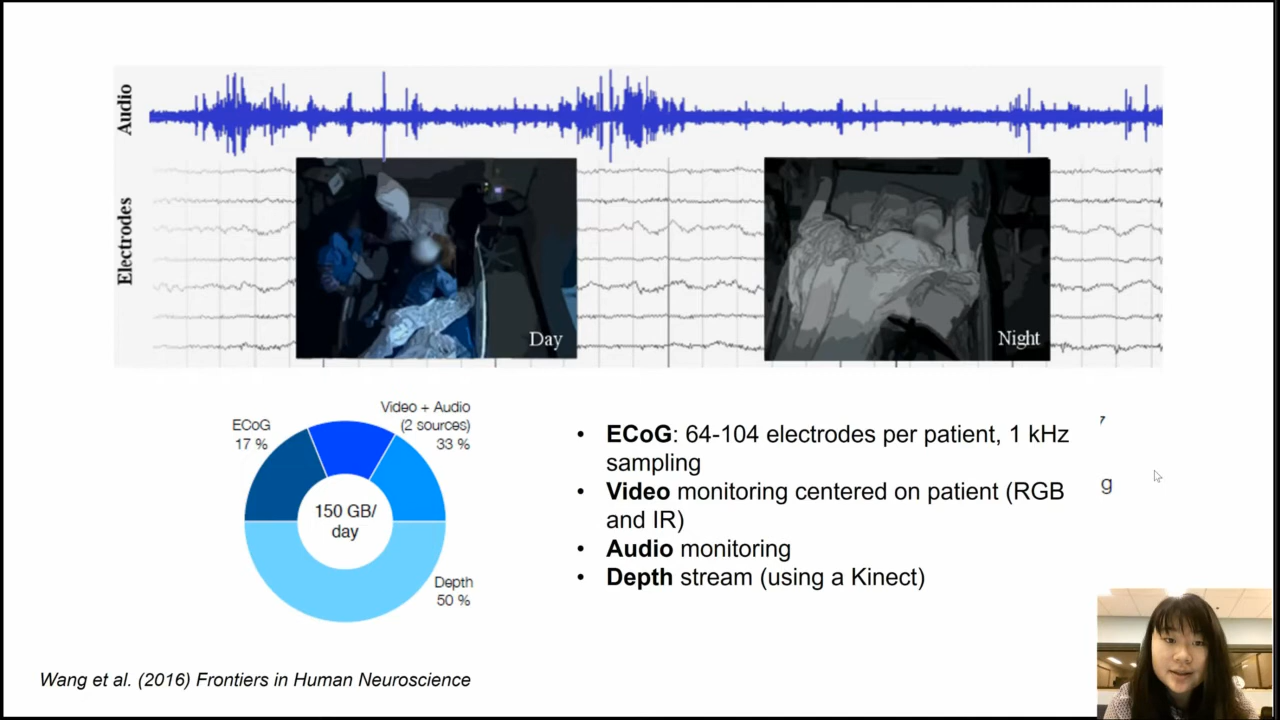 Audio
Electrodes
Day
Night
ECoG
17 %
Video + Audio
(2 sources)
33 %
150 GB/
day
Depth
50 %
• ECoG: 64-104 electrodes per patient, 1 kHz
sampling
• Video monitoring centered on patient (RGB
and IR)
• Audio monitoring
• Depth stream (using a Kinect)
g
Wang et al. (2016) Frontiers in Human Neuroscience